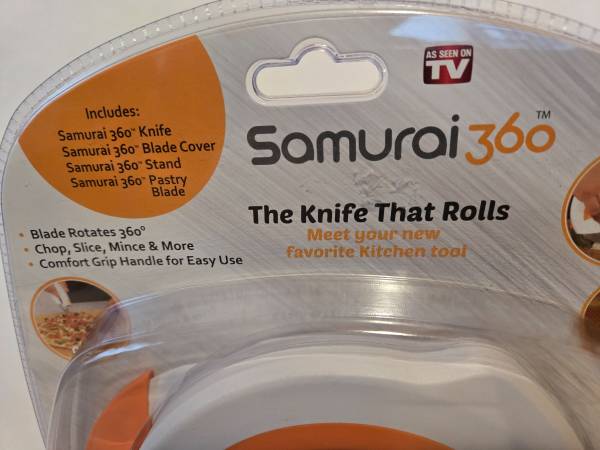 AS SEEN ON
TV
Includes:
Samurai 360™ Knife
Samurai 360™ Blade Cover
Samurai 360™ Stand
Samurai 360™ Pastry
Blade
Samurai 360™
The Knife That Rolls
Meet your new
favorite Kitchen tool
• Blade Rotates 360°
• Chop, Slice, Mince & More
• Comfort Grip Handle for Easy Use